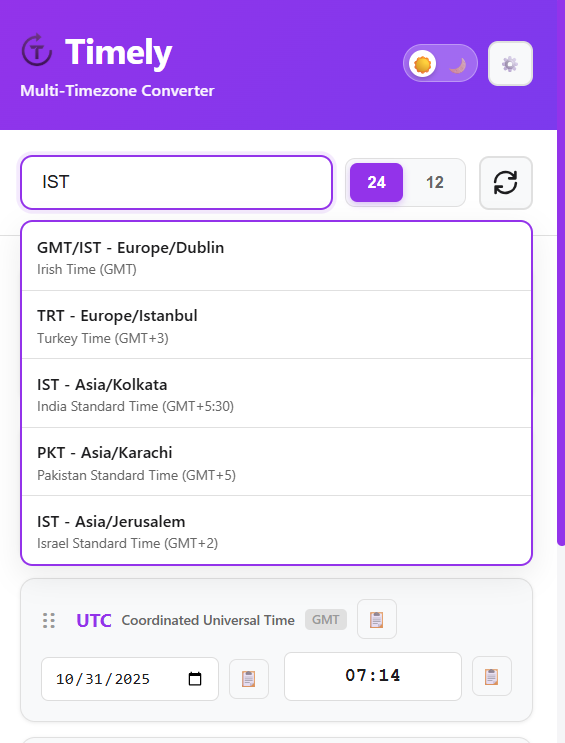 Timely
Multi-Timezone Converter
IST
24 12
GMT/IST - Europe/Dublin
Irish Time (GMT)
TRT - Europe/Istanbul
Turkey Time (GMT+3)
IST - Asia/Kolkata
India Standard Time (GMT+5:30)
PKT - Asia/Karachi
Pakistan Standard Time (GMT+5)
IST - Asia/Jerusalem
Israel Standard Time (GMT+2)
UTC Coordinated Universal Time GMT
10/31/2025 07:14